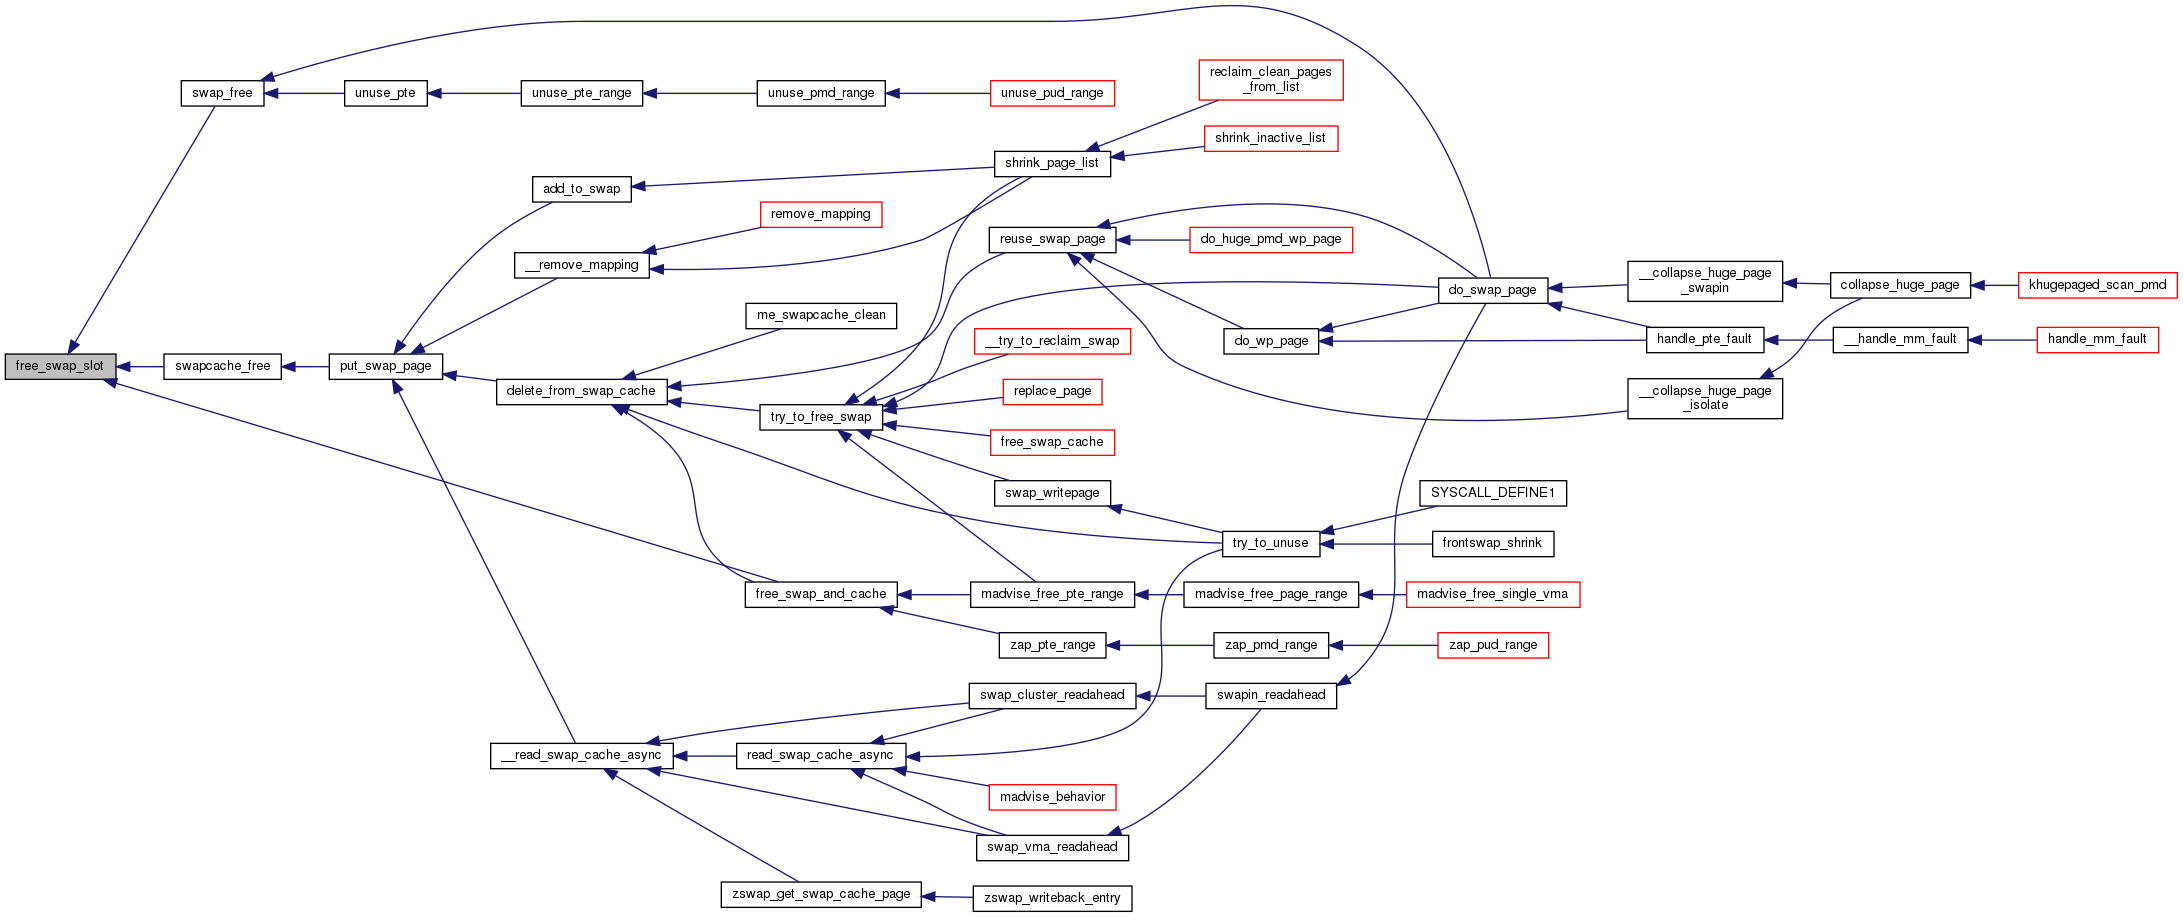 free_swap_slot
swap_free
swapcache_free
unuse_pte
put_swap_page
unuse_pte_range
add_to_swap
__remove_mapping
delete_from_swap_cache
__read_swap_cache_async
unuse_pmd_range
remove_mapping
me_swapcache_clean
try_to_free_swap
free_swap_and_cache
read_swap_cache_async
zswap_get_swap_cache_page
unuse_pud_range
shrink_page_list
reuse_swap_page
__try_to_reclaim_swap
replace_page
free_swap_cache
swap_writepage
madvise_free_pte_range
zap_pte_range
swap_cluster_readahead
madvise_behavior
swap_vma_readahead
zswap_writeback_entry
reclaim_clean_pages
_from_list
shrink_inactive_list
do_huge_pmd_wp_page
do_wp_page
try_to_unuse
madvise_free_page_range
zap_pmd_range
swapin_readahead
do_swap_page
SYSCALL_DEFINE1
frontswap_shrink
madvise_free_single_vma
zap_pud_range
__collapse_huge_page
_swapin
handle_pte_fault
__collapse_huge_page
_isolate
collapse_huge_page
__handle_mm_fault
khugepaged_scan_pmd
handle_mm_fault